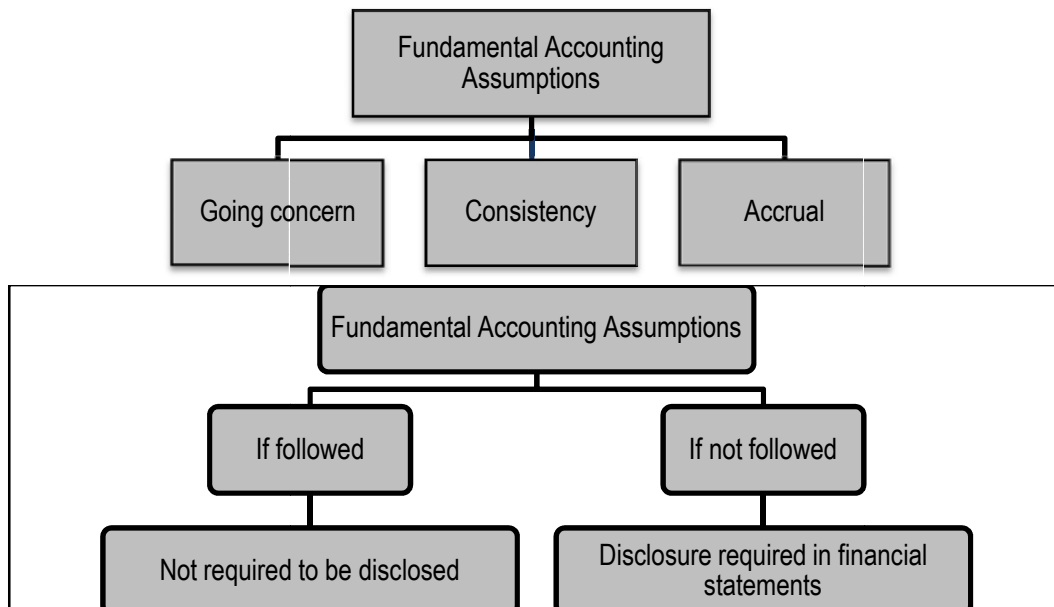 Fundamental Accounting
Assumptions
Going concern
Consistency
Accrual
Fundamental Accounting Assumptions
If followed
If not followed
Not required to be disclosed
Disclosure required in financial
statements